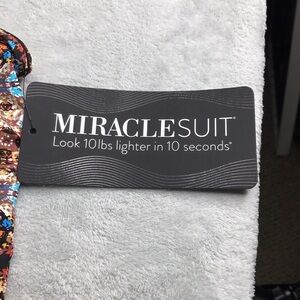 MIRACLESUIT®
Look 10lbs lighter in 10 seconds®